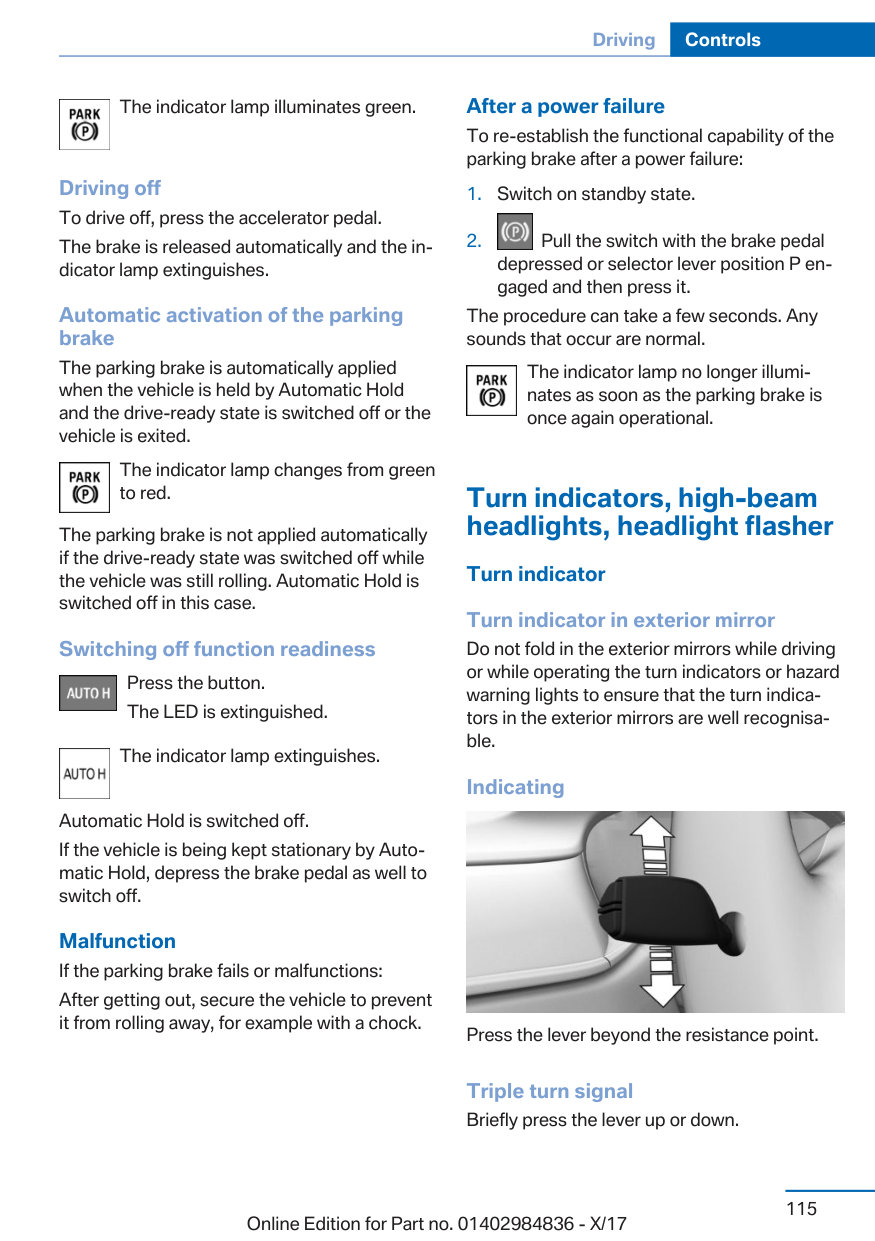 Driving Controls
PARK
(P)
The indicator lamp illuminates green.
Driving off
To drive off, press the accelerator pedal.
The brake is released automatically and the in-
dicator lamp extinguishes.
Automatic activation of the parking
brake
The parking brake is automatically applied
when the vehicle is held by Automatic Hold
and the drive-ready state is switched off or the
vehicle is exited.
PARK
(P)
The indicator lamp changes from green
to red.
The parking brake is not applied automatically
if the drive-ready state was switched off while
the vehicle was still rolling. Automatic Hold is
switched off in this case.
Switching off function readiness
AUTO H
Press the button.
The LED is extinguished.
AUTO H
The indicator lamp extinguishes.
Automatic Hold is switched off.
If the vehicle is being kept stationary by Auto-
matic Hold, depress the brake pedal as well to
switch off.
Malfunction
If the parking brake fails or malfunctions:
After getting out, secure the vehicle to prevent
it from rolling away, for example with a chock.
After a power failure
To re-establish the functional capability of the
parking brake after a power failure:
1. Switch on standby state.
2. (P) Pull the switch with the brake pedal
depressed or selector lever position P en-
gaged and then press it.
The procedure can take a few seconds. Any
sounds that occur are normal.
PARK
(P)
The indicator lamp no longer illumi-
nates as soon as the parking brake is
once again operational.
Turn indicators, high-beam
headlights, headlight flasher
Turn indicator
Turn indicator in exterior mirror
Do not fold in the exterior mirrors while driving
or while operating the turn indicators or hazard
warning lights to ensure that the turn indica-
tors in the exterior mirrors are well recognisa-
ble.
Indicating
Press the lever beyond the resistance point.
Triple turn signal
Briefly press the lever up or down.
115
Online Edition for Part no. 01402984836 - X/17